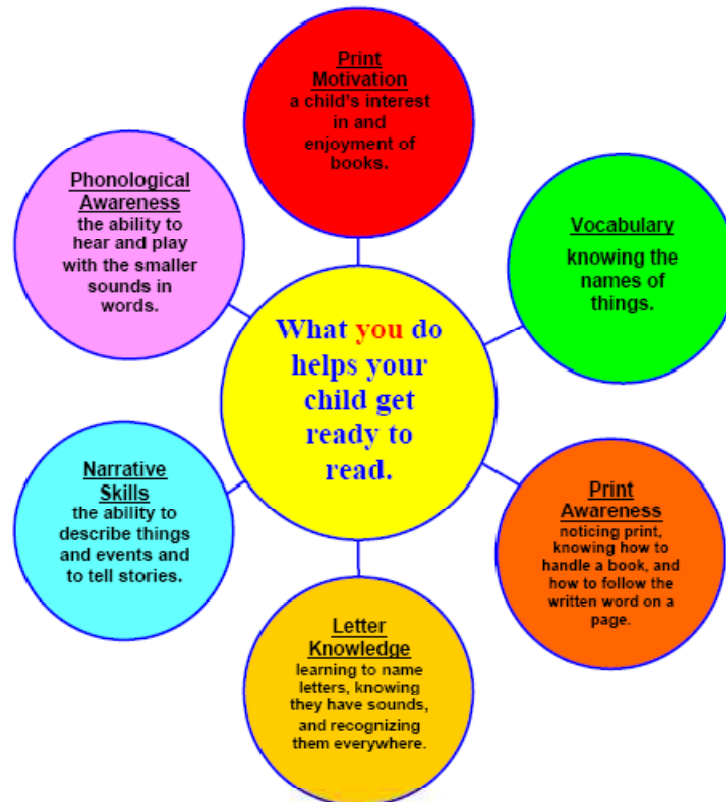 Print
Motivation
a child's interest
in and
enjoyment of
books.
Phonological
Awareness
the ability to
hear and play
with the smaller
sounds in
words.
Vocabulary
knowing the
names of
things.
What you do
helps your
child get
ready to
read.
Narrative
Skills
the ability to
describe things
and events and
to tell stories.
Print
Awareness
noticing print,
knowing how to
handle a book, and
how to follow the
written word on a
page.
Letter
Knowledge
learning to name
letters, knowing
they have sounds,
and recognizing
them everywhere.